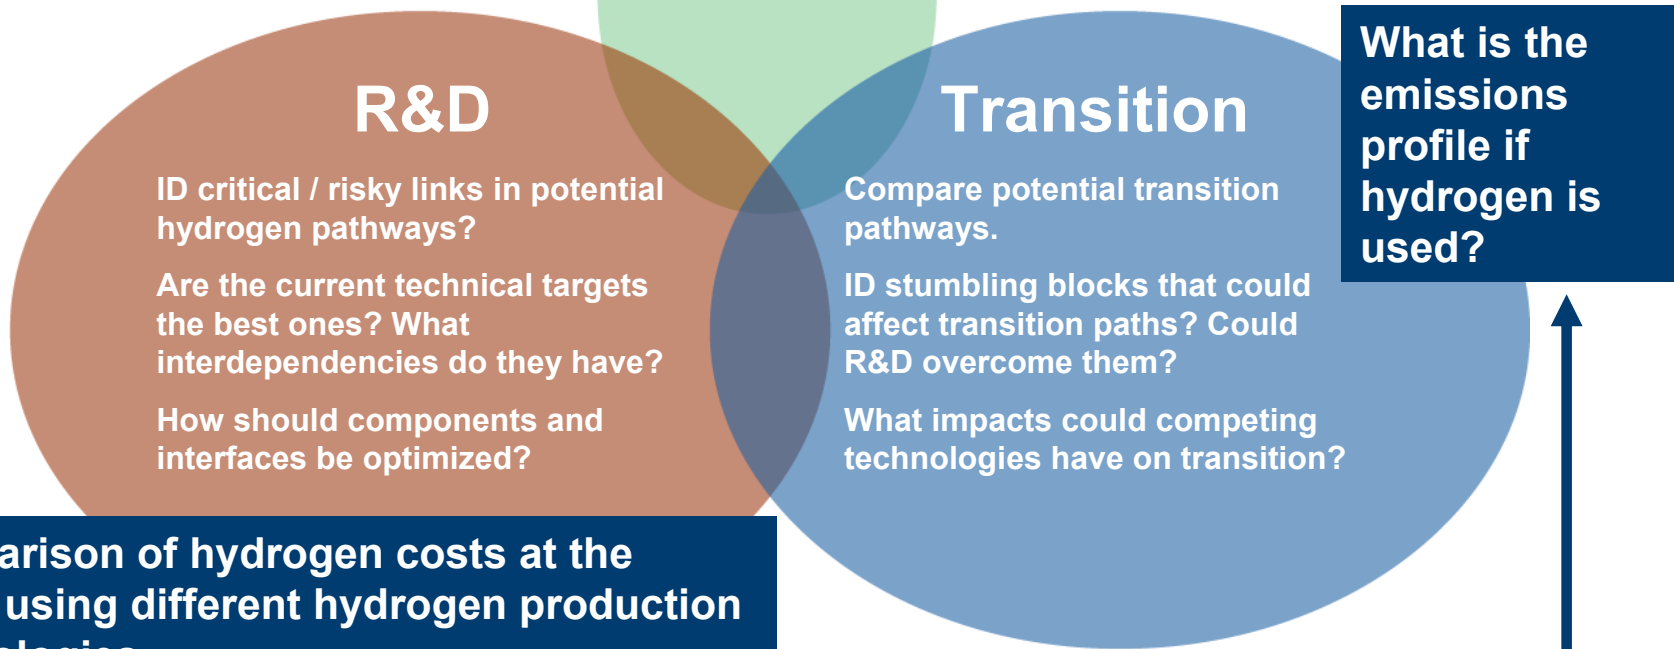 R&D
ID critical / risky links in potential
hydrogen pathways?
Are the current technical targets
the best ones? What
interdependencies do they have?
How should components and
interfaces be optimized?
Transition
Compare potential transition
pathways.
ID stumbling blocks that could
affect transition paths? Could
R&D overcome them?
What impacts could competing
technologies have on transition?
What is the
emissions
profile if
hydrogen is
used?
of hydrogen costs at the
using different hydrogen production